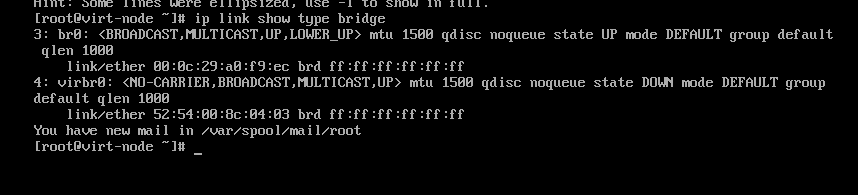 Hint: Some lines were ellipsized, use -l to show in full.
[root@virt-node ~]# ip link show type bridge
3: br0: <BROADCAST,MULTICAST,UP,LOWER_UP> mtu 1500 qdisc noqueue state UP mode DEFAULT group default
qlen 1000
link/ether 00:0c:29:a0:f9:ec brd ff:ff:ff:ff:ff:ff
4: virbr0: <NO-CARRIER,BROADCAST,MULTICAST,UP> mtu 1500 qdisc noqueue state DOWN mode DEFAULT group
default qlen 1000
link/ether 52:54:00:8c:04:03 brd ff:ff:ff:ff:ff:ff
You have new mail in /var/spool/mail/root
[root@virt-node ~]# _